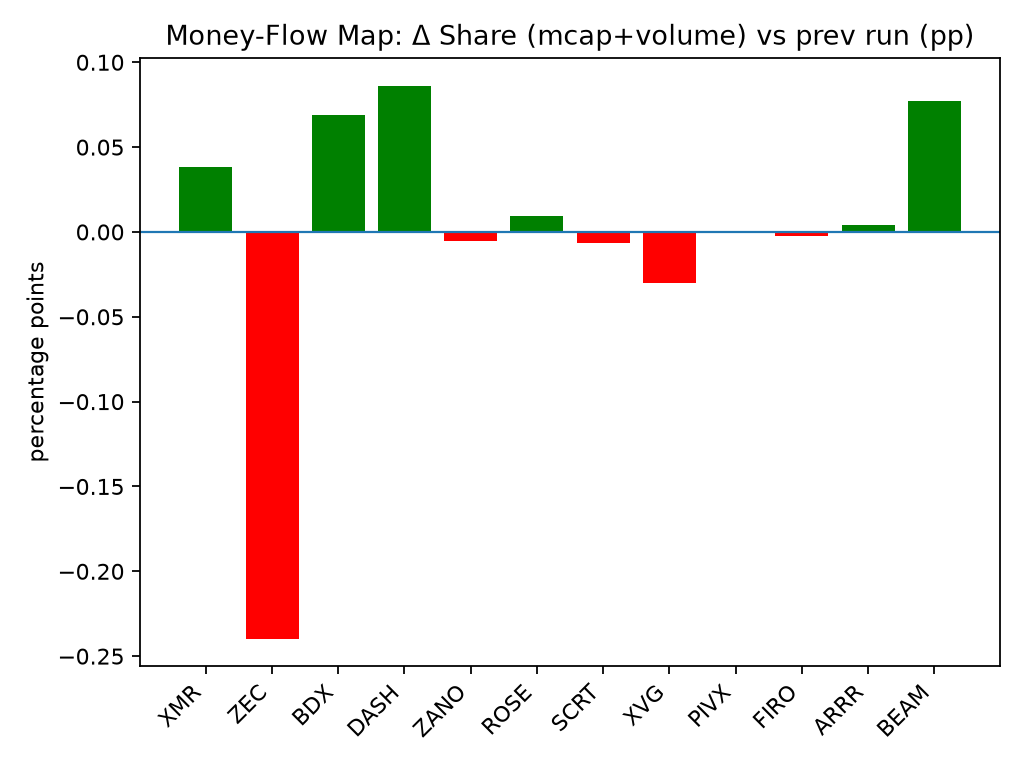 Money-Flow Map: Δ Share (mcap+volume) vs prev run (pp)
0.10
0.05
0.00
−0.05
−0.10
−0.15
−0.20
−0.25
percentage points
XMR
ZEC
BDX
DASH
ZANO
ROSE
SCRT
XVG
PIVX
FIRO
ARRR
BEAM